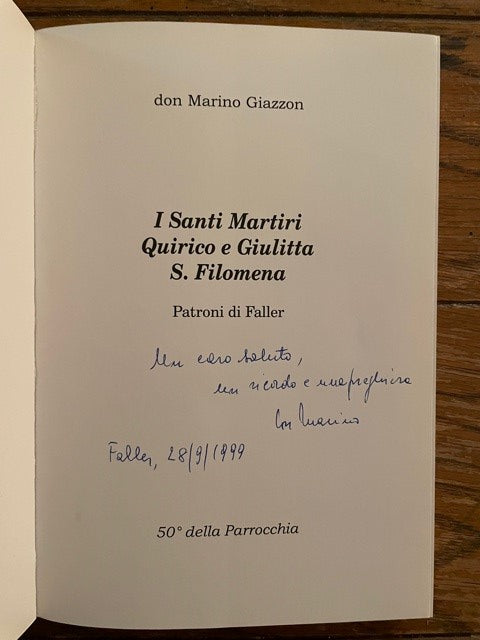 don Marino Giazzon
I Santi Martiri
Quirico e Giulitta
S. Filomena
Patroni di Faller
Un caro saluto,
un ricordo e una preghiera
don Marino
Faller, 28/9/1999
50° della Parrocchia